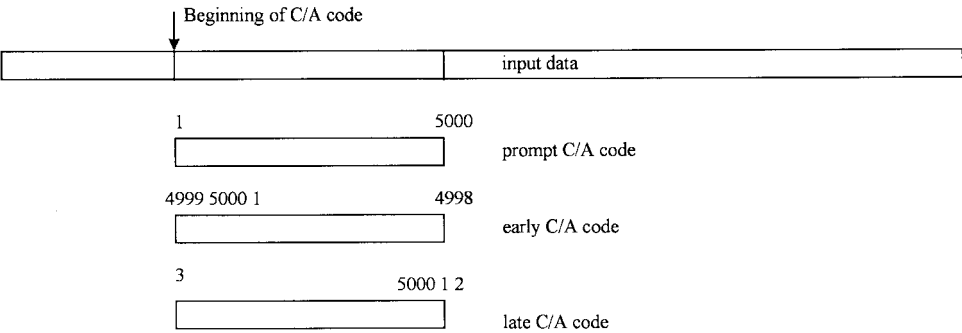 Beginning of C/A code
input data
1 5000
prompt C/A code
4999 5000 1 4998
early C/A code
3 5000 1 2
late C/A code